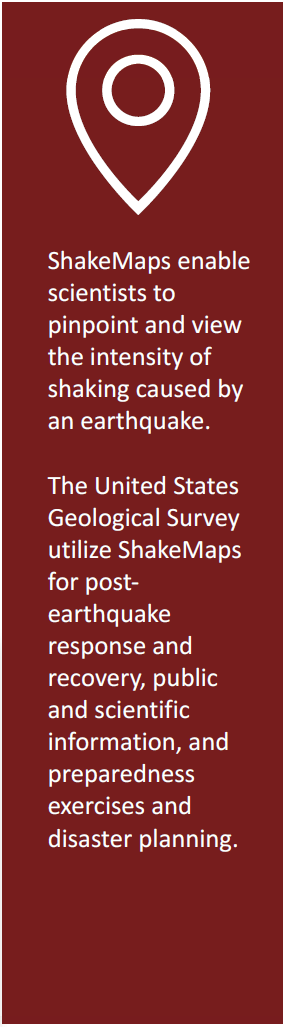 ShakeMaps enable
scientists to
pinpoint and view
the intensity of
shaking caused by
an earthquake.
The United States
Geological Survey
utilize ShakeMaps
for post-
earthquake
response and
recovery, public
and scientific
information, and
preparedness
exercises and
disaster planning.